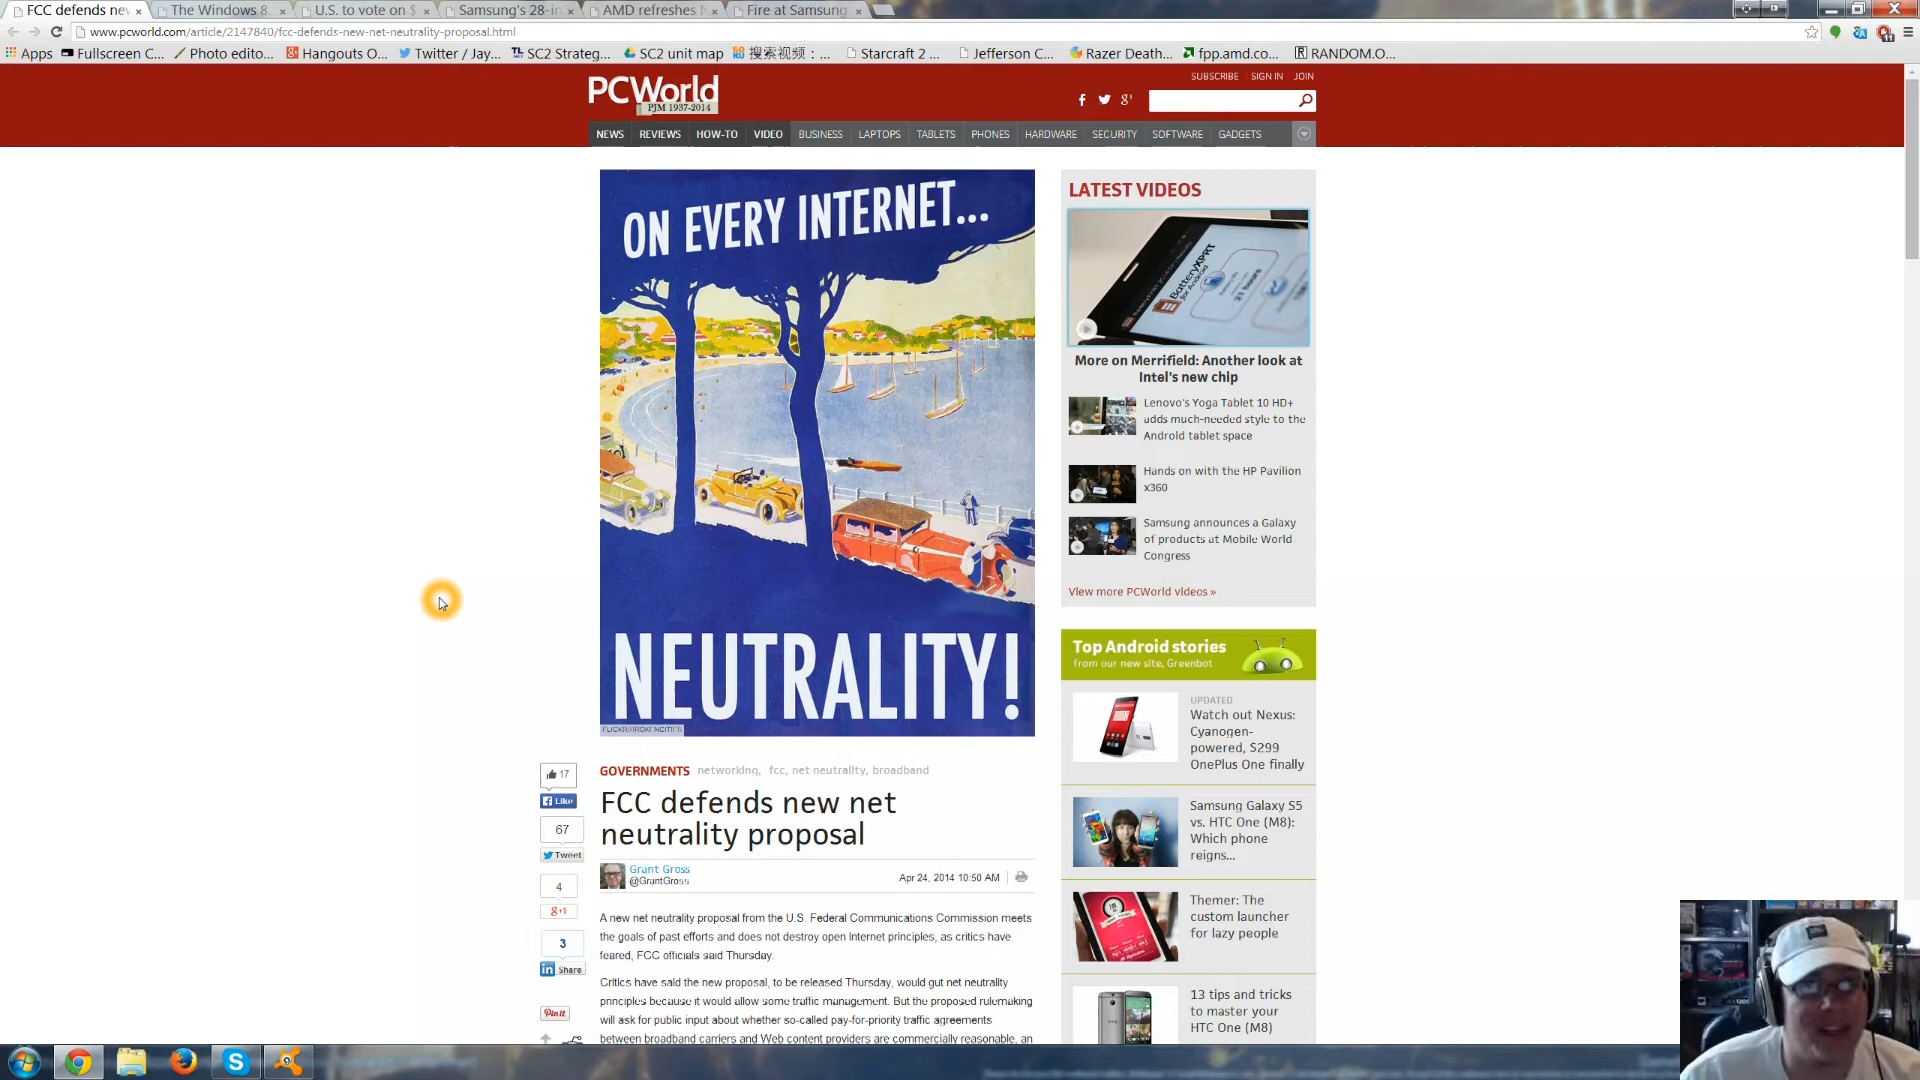 FCC defends nev
The Windows 8.
U.S. to vote on $
Samsung's 28-in
AMD refreshes M
Fire at Samsung
www.pcworld.com/article/2147840/fcc-defends-new-net-neutrality-proposal.html
Apps
Fullscreen C...
Photo edito...
Hangouts O...
Twitter / Jay...
SC2 Strateg...
SC2 unit map
搜索视频：...
Starcraft 2 ...
Jefferson C...
Razer Death...
fpp.amd.co...
RANDOM.O...
PCWorld
PJM 1937-2014
SUBSCRIBE
SIGN IN
JOIN
NEWS
REVIEWS
HOW-TO
VIDEO
BUSINESS
LAPTOPS
TABLETS
PHONES
HARDWARE
SECURITY
SOFTWARE
GADGETS
ON EVERY INTERNET...
NEUTRALITY!
GOVERNMENTS networking, fcc, net neutrality, broadband
FCC defends new net
neutrality proposal
Grant Gross
@GrantGross
Apr 24, 2014 10:50 AM
A new net neutrality proposal from the U.S. Federal Communications Commission meets
the goals of past efforts and does not destroy open Internet principles, as critics have
feared, FCC officials said Thursday.
Critics have said the new proposal, to be released Thursday, would gut net neutrality
principles because it would allow some traffic management. But the proposed rulemaking
will ask for public input about whether so-called pay-for-priority traffic agreements
between broadband carriers and Web content providers are commercially reasonable, an
17
Like
67
Tweet
4
g+1
3
in Share
Pin it
LATEST VIDEOS
BatteryXPRT
for Android
More on Merrifield: Another look at
Intel's new chip
Lenovo's Yoga Tablet 10 HD+
adds much-needed style to the
Android tablet space
Hands on with the HP Pavilion
x360
Samsung announces a Galaxy
of products at Mobile World
Congress
View more PCWorld videos »
Top Android stories
from our new site, Greenbot
UPDATED
Watch out Nexus:
Cyanogen-
powered, $299
OnePlus One finally
Samsung Galaxy S5
vs. HTC One (M8):
Which phone
reigns...
Themer: The
custom launcher
for lazy people
13 tips and tricks
to master your
HTC One (M8)